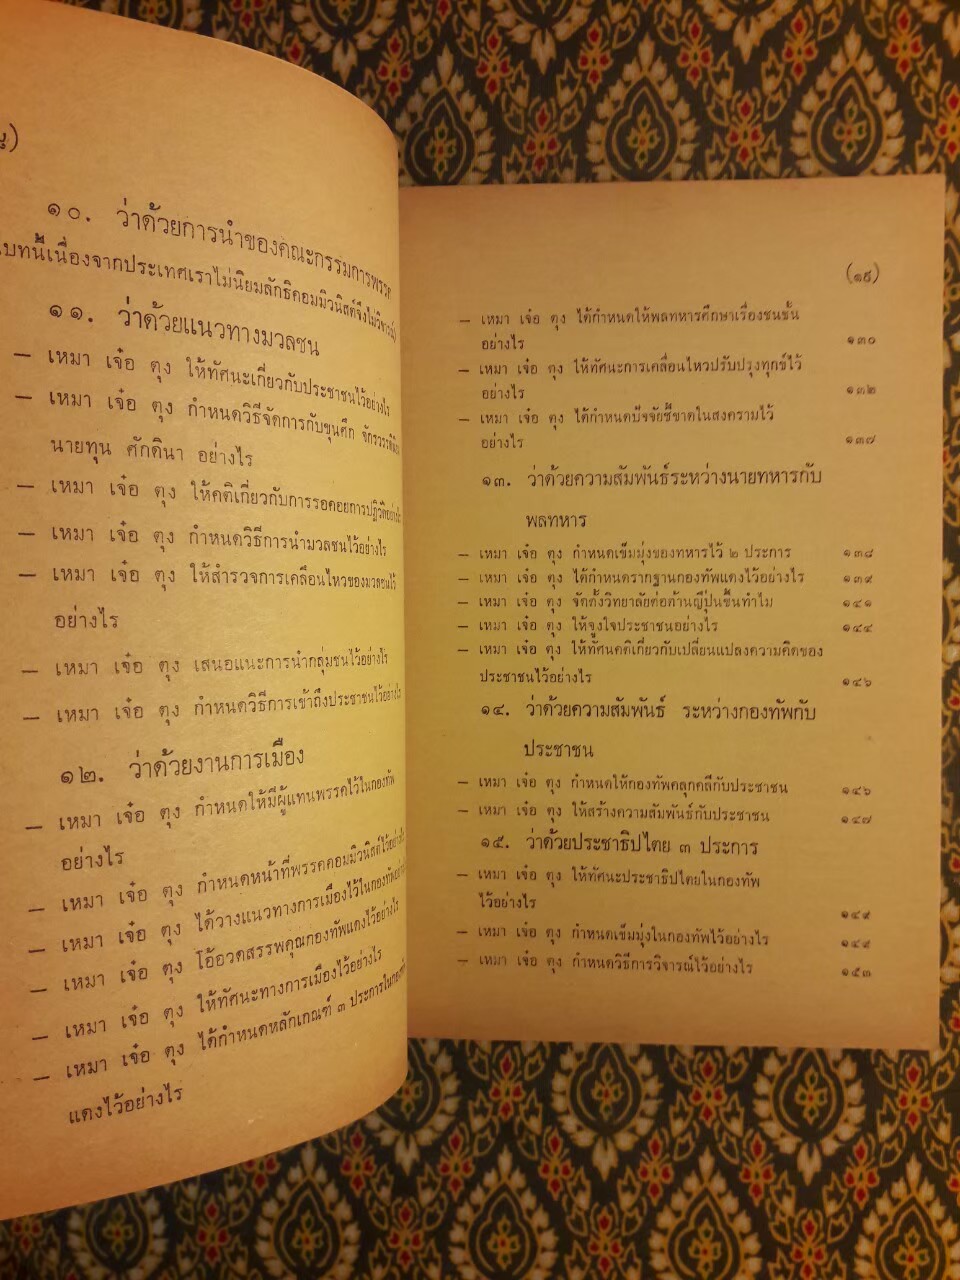 ๑๐. ว่าด้วยการนำของคณะกรรมการพรรค
บทนี้เนื่องจากประเทศเราไม่นิยมลัทธิคอมมิวนิสต์จึงไม่วิจารณ์)
๑๑. ว่าด้วยแนวทางมวลชน
— เหมา เจ๋อ ตุง ให้ทัศนะเกี่ยวกับประชาชนไว้อย่างไร
— เหมา เจ๋อ ตุง กำหนดวิธีจัดการกับขุนศึก
นายทุน ศักดินา อย่างไร
— เหมา เจ๋อ ตุง ให้คติเกี่ยวกับการรอคอยการปฏิวัติ
— เหมา เจ๋อ ตุง กำหนดวิธีการนำมวลชนไว้อย่างไร
— เหมา เจ๋อ ตุง ให้สำรวจการเคลื่อนไหวของมวลชนไว้
อย่างไร
— เหมา เจ๋อ ตุง เสนอแนะการนำกลุ่มชนไว้อย่างไร
— เหมา เจ๋อ ตุง กำหนดวิธีการเข้าถึงประชาชนไว้อย่างไร
๑๒. ว่าด้วยงานการเมือง
— เหมา เจ๋อ ตุง กำหนดให้มีผู้แทนพรรคไว้ในกองทัพ
อย่างไร
— เหมา เจ๋อ ตุง กำหนดหน้าที่พรรคคอมมิวนิสต์ไว้อย่างไร
— เหมา เจ๋อ ตุง ได้วางแนวทางการเมืองไว้ในกองทัพ
— เหมา เจ๋อ ตุง โอ้อวดสรรพคุณกองทัพแดงไว้อย่างไร
— เหมา เจ๋อ ตุง ให้ทัศนะทางการเมืองไว้อย่างไร
— เหมา เจ๋อ ตุง ได้กำหนดหลักเกณฑ์ ๓ ประการในกองทัพ
แดงไว้อย่างไร
— เหมา เจ๋อ ตุง ได้กำหนดให้พลทหารศึกษาเรื่องชนชั้น
อย่างไร ๑๓๐
— เหมา เจ๋อ ตุง ให้ทัศนะการเคลื่อนไหวปรับปรุงทุกข์ไว้
อย่างไร ๑๓๒
— เหมา เจ๋อ ตุง ได้กำหนดปัจจัยชี้ขาดในสงครามไว้
อย่างไร ๑๓๗
๑๓. ว่าด้วยความสัมพันธ์ระหว่างนายทหารกับ
พลทหาร
— เหมา เจ๋อ ตุง กำหนดเข็มมุ่งของทหารไว้ ๒ ประการ ๑๓๘
— เหมา เจ๋อ ตุง ได้กำหนดรากฐานกองทัพแดงไว้อย่างไร ๑๓๙
— เหมา เจ๋อ ตุง จัดตั้งวิทยาลัยต่อต้านญี่ปุ่นขึ้นทำไม ๑๔๑
— เหมา เจ๋อ ตุง ให้จูงใจประชาชนอย่างไร ๑๔๔
— เหมา เจ๋อ ตุง ให้ทัศนคติเกี่ยวกับเปลี่ยนแปลงความคิดของ
ประชาชนไว้อย่างไร ๑๔๖
๑๔. ว่าด้วยความสัมพันธ์ ระหว่างกองทัพกับ
ประชาชน
— เหมา เจ๋อ ตุง กำหนดให้กองทัพคลุกคลีกับประชาชน ๑๔๖
— เหมา เจ๋อ ตุง ให้สร้างความสัมพันธ์กับประชาชน ๑๔๗
๑๕. ว่าด้วยประชาธิปไตย ๓ ประการ
— เหมา เจ๋อ ตุง ให้ทัศนะประชาธิปไตยในกองทัพ
ไว้อย่างไร ๑๔๙
— เหมา เจ๋อ ตุง กำหนดเข็มมุ่งในกองทัพไว้อย่างไร ๑๔๙
— เหมา เจ๋อ ตุง กำหนดวิธีการวิจารณ์ไว้อย่างไร ๑๕๓